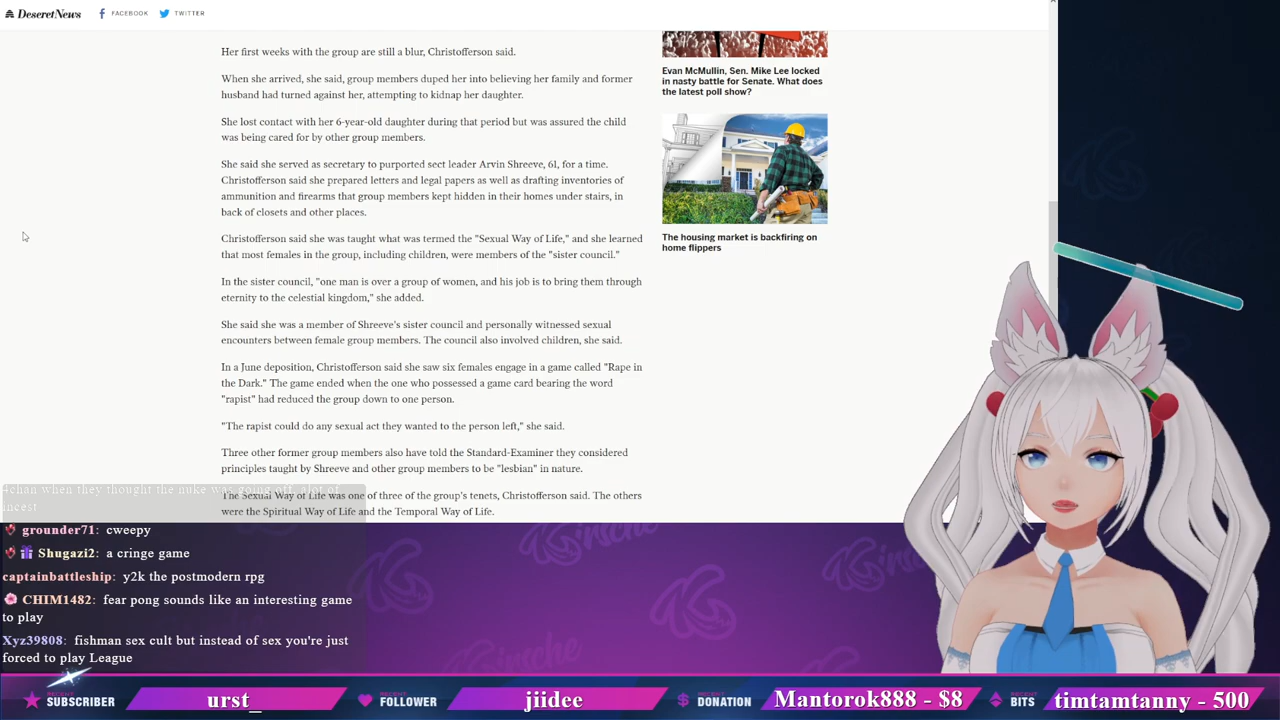 DeseretNews
FACEBOOK
TWITTER
Her first weeks with the group are still a blur, Christofferson said.
When she arrived, she said, group members duped her into believing her family and former
husband had turned against her, attempting to kidnap her daughter.
She lost contact with her 6-year-old daughter during that period but was assured the child
was being cared for by other group members.
She said she served as secretary to purported sect leader Arvin Shreeve, 61, for a time.
Christofferson said she prepared letters and legal papers as well as drafting inventories of
ammunition and firearms that group members kept hidden in their homes under stairs, in
back of closets and other places.
Christofferson said she was taught what was termed the "Sexual Way of Life," and she learned
that most females in the group, including children, were members of the "sister council."
In the sister council, "one man is over a group of women, and his job is to bring them through
eternity to the celestial kingdom," she added.
She said she was a member of Shreeve's sister council and personally witnessed sexual
encounters between female group members. The council also involved children, she said.
In a June deposition, Christofferson said she saw six females engage in a game called "Rape in
the Dark." The game ended when the one who possessed a game card bearing the word
"rapist" had reduced the group down to one person.
"The rapist could do any sexual act they wanted to the person left," she said.
Three other former group members also have told the Standard-Examiner they considered
principles taught by Shreeve and other group members to be "lesbian" in nature.
The Sexual Way of Life was one of three of the group's tenets, Christofferson said. The others
were the Spiritual Way of Life and the Temporal Way of Life.
Evan McMullin, Sen. Mike Lee locked
in nasty battle for Senate. What does
the latest poll show?
The housing market is backfiring on
home flippers
4chan when they thought the nuke was going off. alot of
incest
grounder71: cweepy
Shugazi2: a cringe game
captainbattleship: y2k the postmodern rpg
CHIM1482: fear pong sounds like an interesting game
to play
Xyz39808: fishman sex cult but instead of sex you're just
forced to play League
RECENT
SUBSCRIBER
urst_
RECENT
FOLLOWER
jiidee
RECENT
DONATION
Mantorok888 - $8
RECENT
BITS
timtamtanny - 500